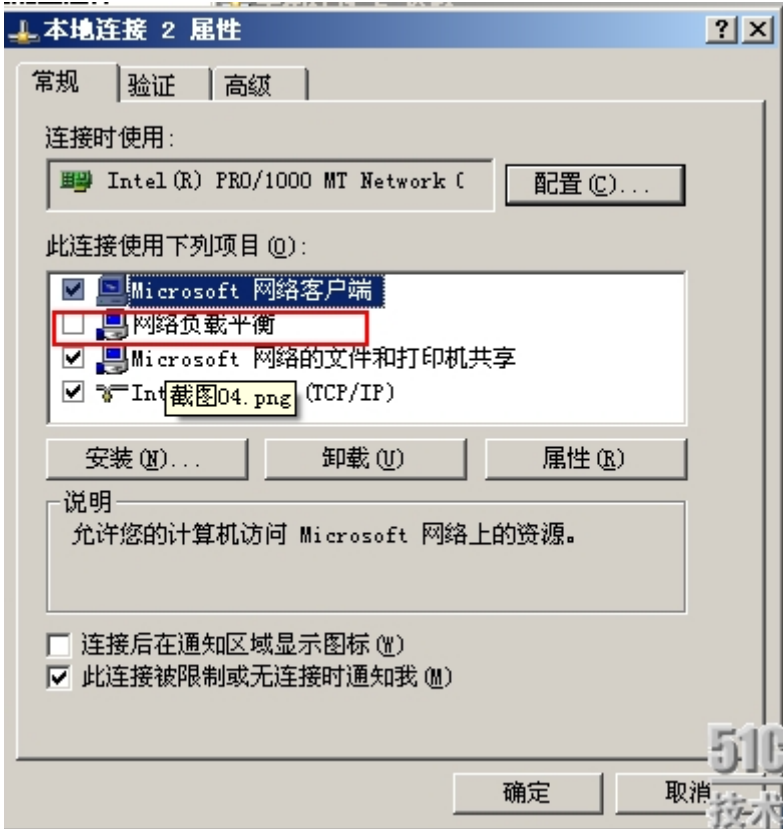 本地连接 2 属性
常规 验证 高级
连接时使用:
Intel(R) PRO/1000 MT Network C 配置(C)...
此连接使用下列项目(O):
Microsoft 网络客户端
网络负载平衡
Microsoft 网络的文件和打印机共享
Int (TCP/IP)
截图04.png
安装(N)... 卸载(U) 属性(R)
说明
允许您的计算机访问 Microsoft 网络上的资源。
连接后在通知区域显示图标(W)
此连接被限制或无连接时通知我(M)
确定 取消
51C
技术